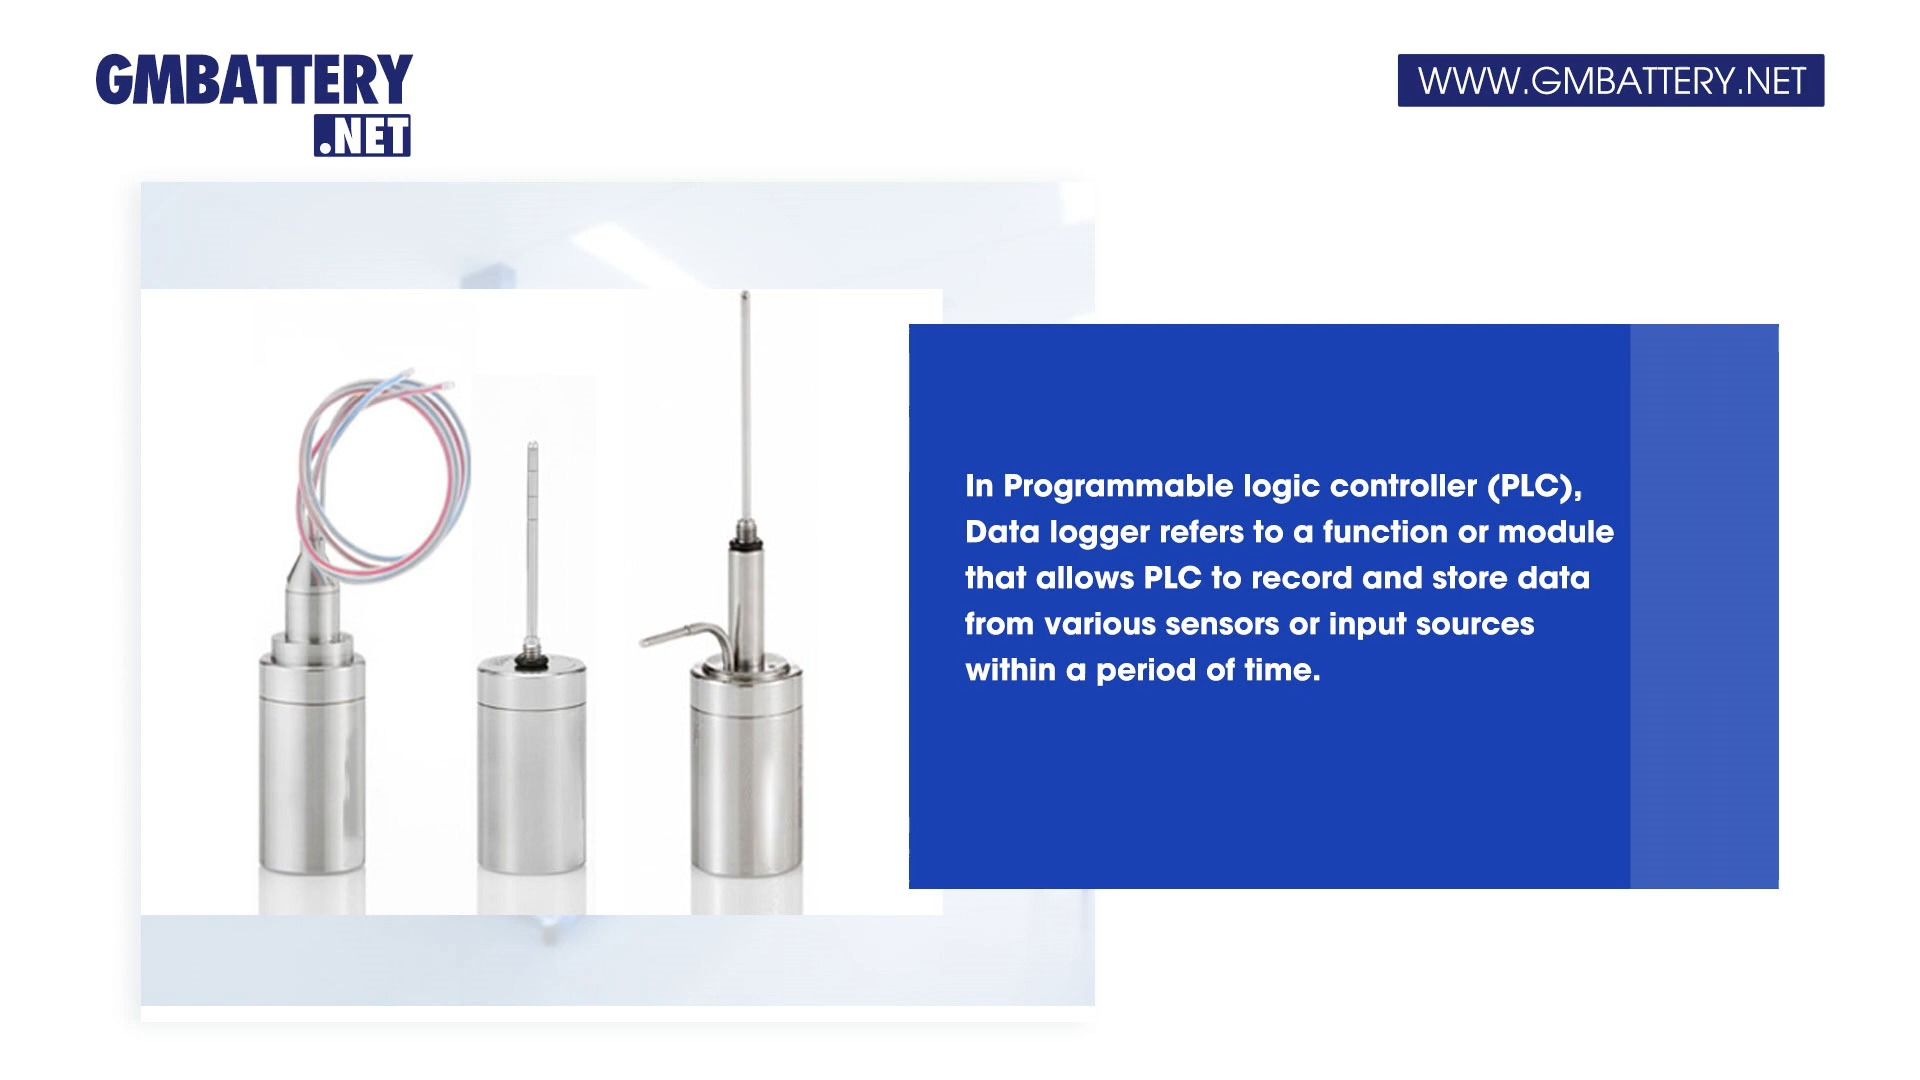 GMBATTERY
.NET
WWW.GMBATTERY.NET
In Programmable logic controller (PLC),
Data logger refers to a function or module
that allows PLC to record and store data
from various sensors or input sources
within a period of time.